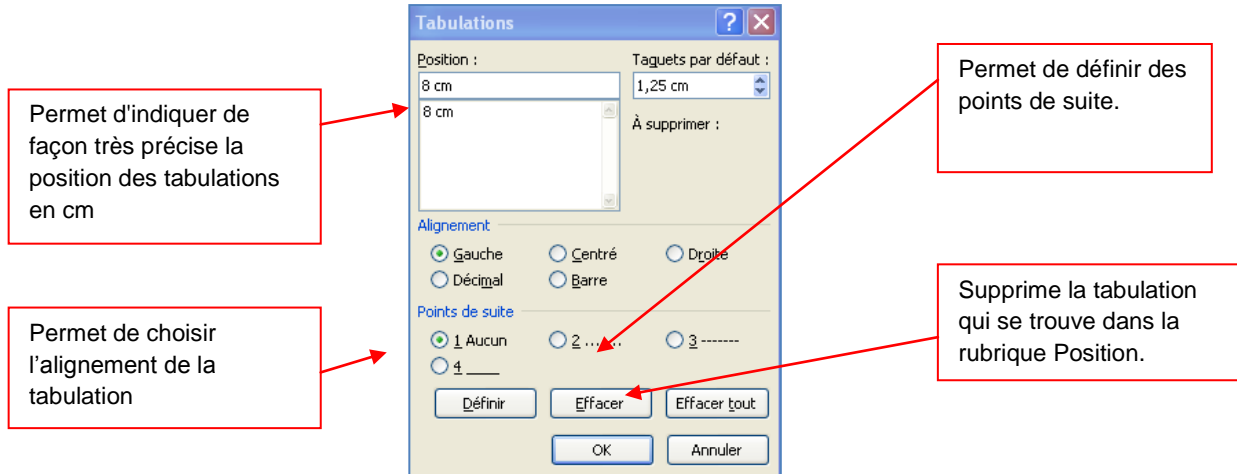 Tabulations
Position :
Taquets par défaut :
8 cm
1,25 cm
8 cm
À supprimer :
Alignement
Gauche
Centré
Droite
Décimal
Barre
Points de suite
1 Aucun
2 .......
3 -------
4 ____
Définir
Effacer
Effacer tout
OK
Annuler
Permet d'indiquer de
façon très précise la
position des tabulations
en cm
Permet de choisir
l’alignement de la
tabulation
Permet de définir des
points de suite.
Supprime la tabulation
qui se trouve dans la
rubrique Position.